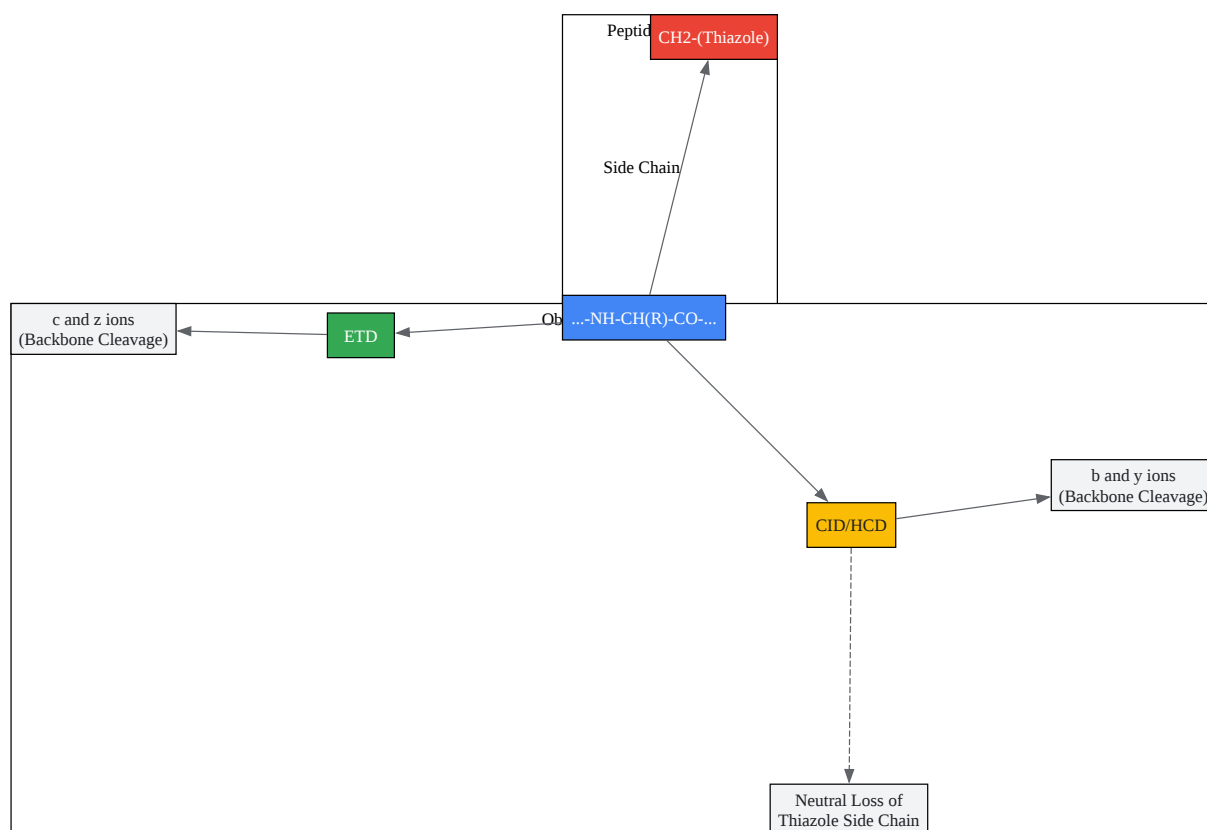 Peptid
CH2-(Thiazole)
Side Chain
c and z ions
(Backbone Cleavage)
ETD
Ob
...-NH-CH(R)-CO-...
b and y ions
(Backbone Cleavage)
CID/HCD
Neutral Loss of
Thiazole Side Chain